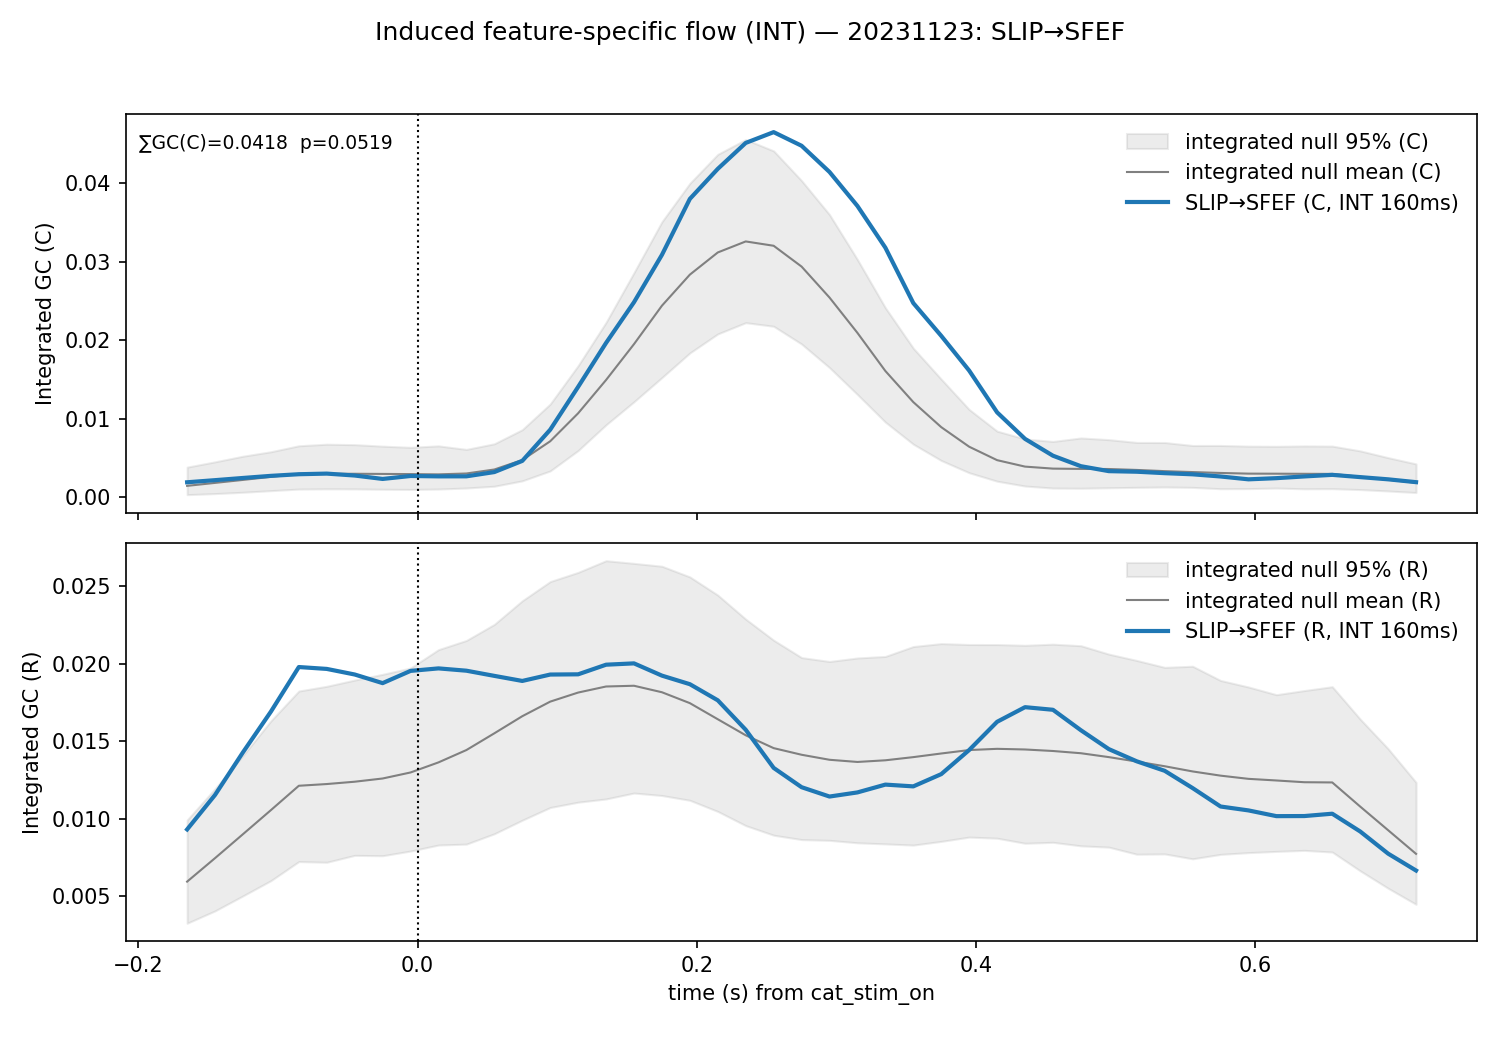 Induced feature-specific flow (INT) — 20231123: SLIP→SFEF
∑GC(C)=0.0418  p=0.0519
integrated null 95% (C)
integrated null mean (C)
SLIP→SFEF (C, INT 160ms)
Integrated GC (C)
0.04
0.03
0.02
0.01
0.00
integrated null 95% (R)
integrated null mean (R)
SLIP→SFEF (R, INT 160ms)
Integrated GC (R)
0.025
0.020
0.015
0.010
0.005
−0.2 0.0 0.2 0.4 0.6
time (s) from cat_stim_on